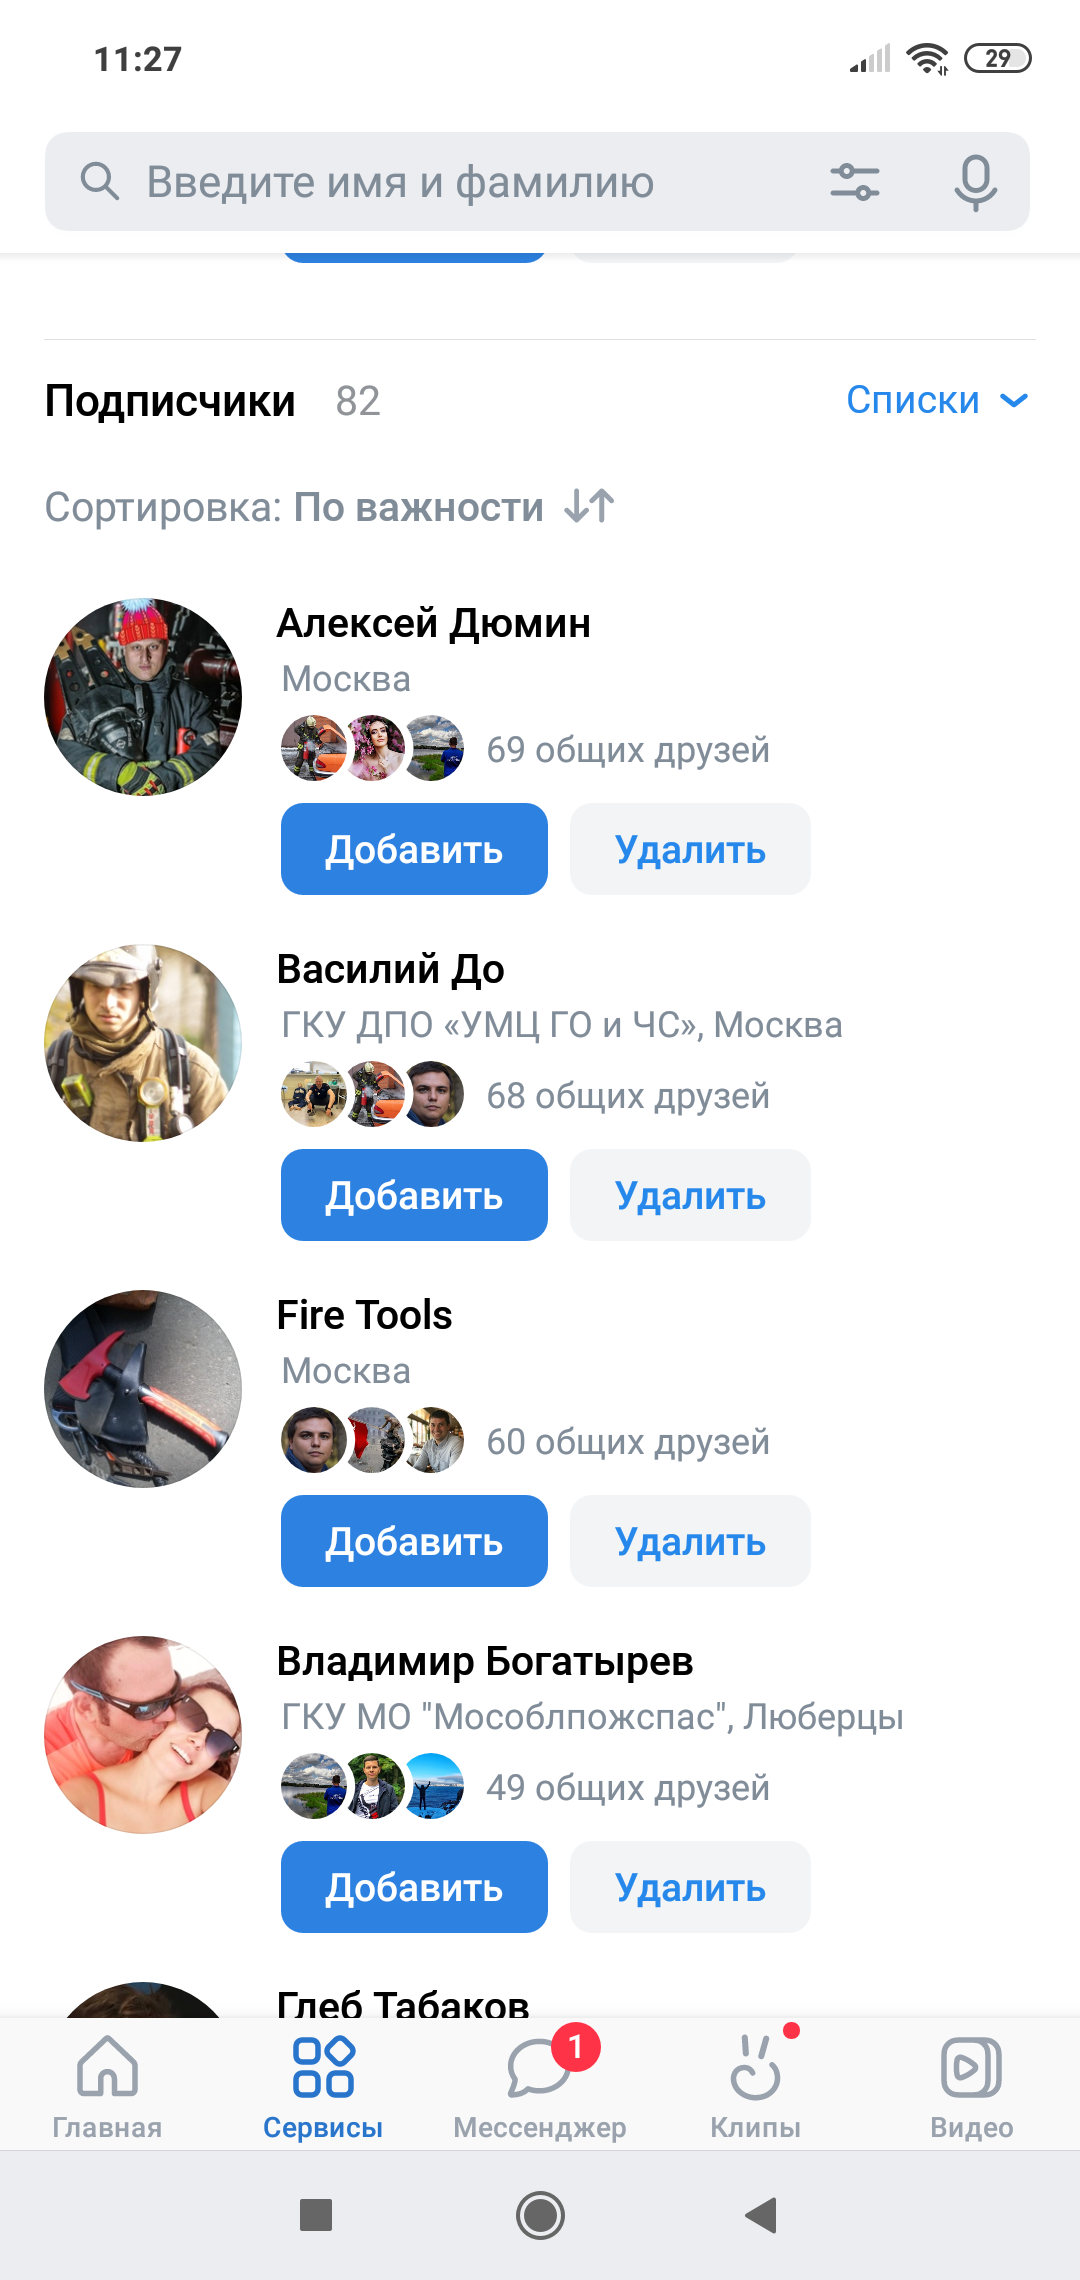 11:27
29
Введите имя и фамилию
Подписчики 82
Списки
Сортировка: По важности
Алексей Дюмин
Москва
69 общих друзей
Добавить
Удалить
Василий До
ГКУ ДПО «УМЦ ГО и ЧС», Москва
68 общих друзей
Добавить
Удалить
Fire Tools
Москва
60 общих друзей
Добавить
Удалить
Владимир Богатырев
ГКУ МО "Мособлпожспас", Люберцы
49 общих друзей
Добавить
Удалить
Глеб Табаков
1
Главная
Сервисы
Мессенджер
Клипы
Видео